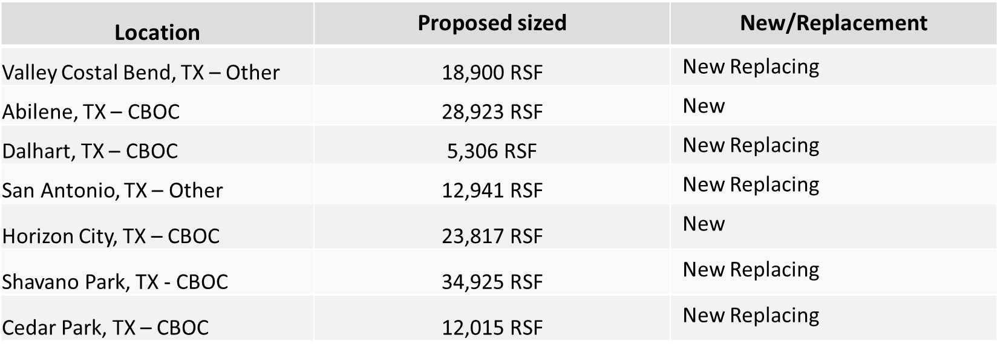 Location Proposed sized New/Replacement
Valley Costal Bend, TX – Other 18,900 RSF New Replacing
Abilene, TX – CBOC 28,923 RSF New
Dalhart, TX – CBOC 5,306 RSF New Replacing
San Antonio, TX – Other 12,941 RSF New Replacing
Horizon City, TX – CBOC 23,817 RSF New
Shavano Park, TX - CBOC 34,925 RSF New Replacing
Cedar Park, TX – CBOC 12,015 RSF New Replacing